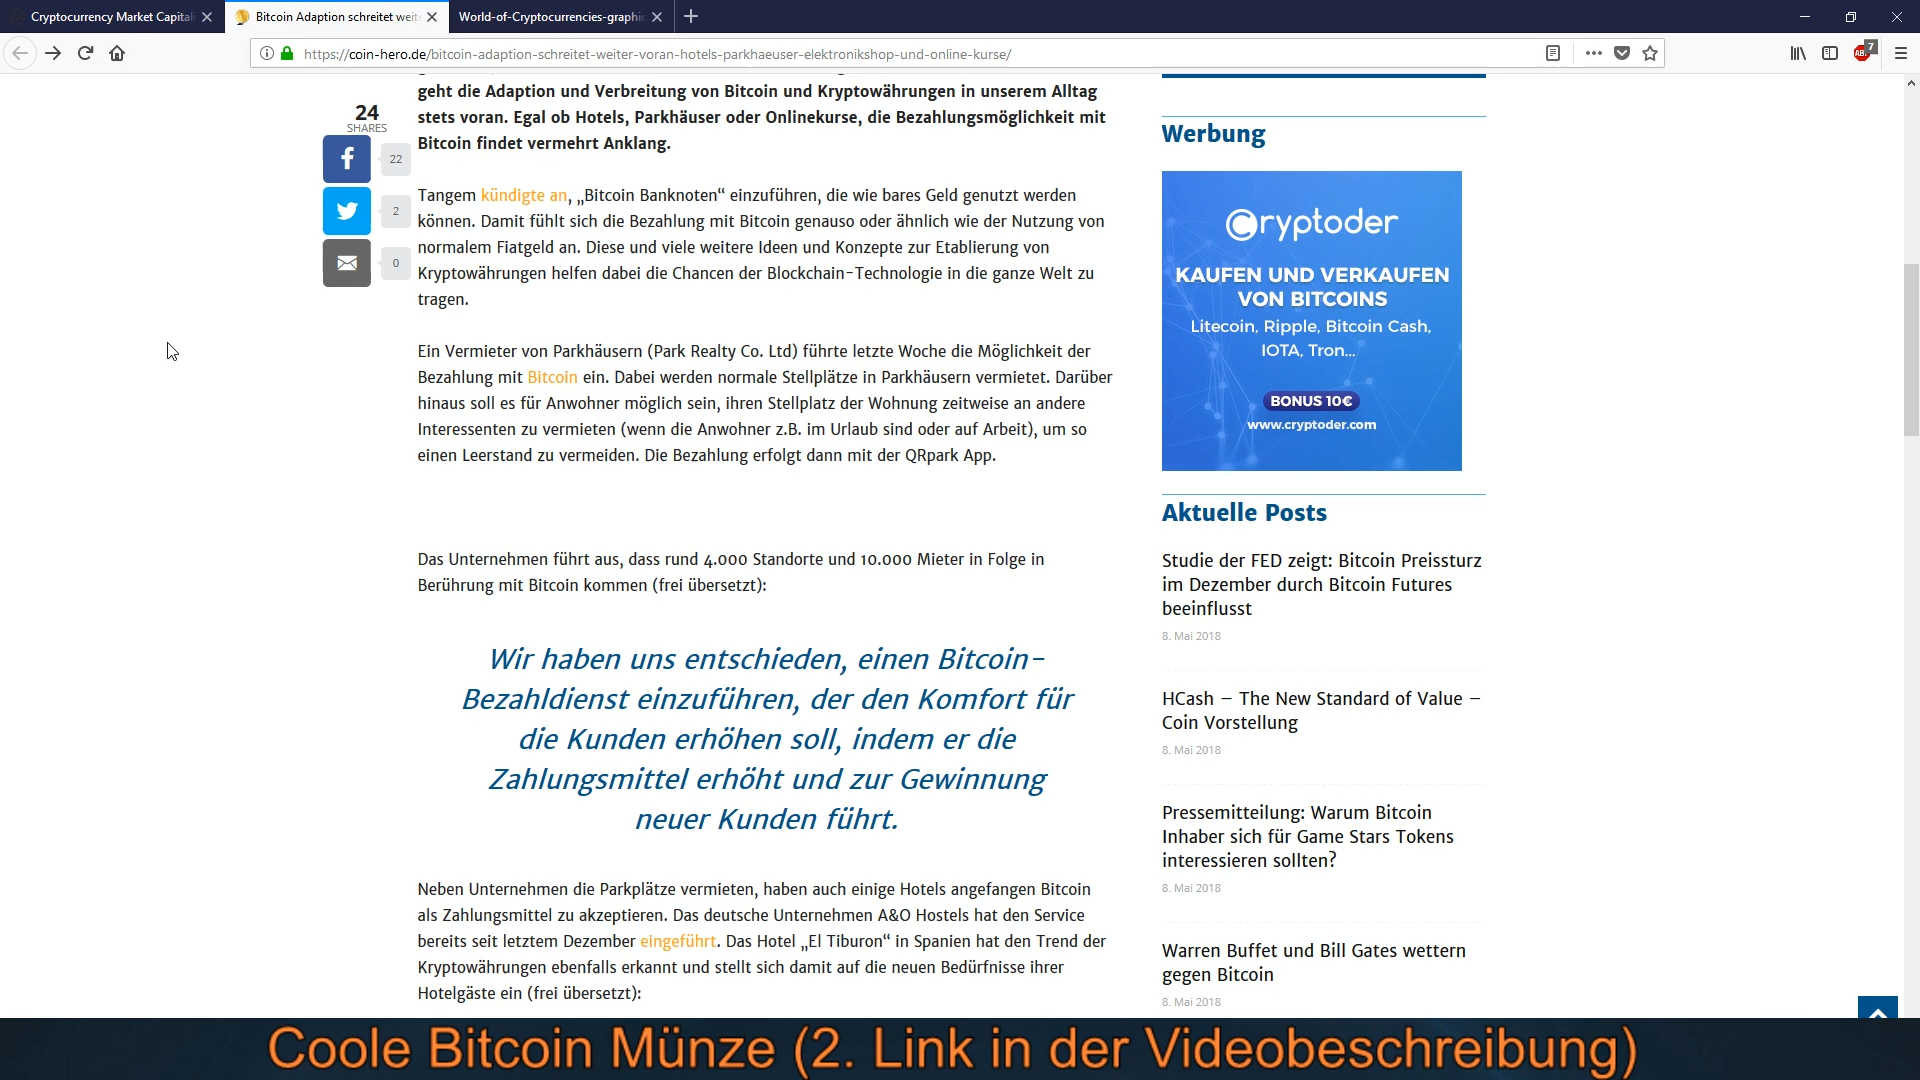 Cryptocurrency Market Capitali
Bitcoin Adaption schreitet weite
World-of-Cryptocurrencies-graphic
https://coin-hero.de/bitcoin-adaption-schreitet-weiter-voran-hotels-parkhaeuser-elektronikshop-und-online-kurse/
7
24
SHARES
22
2
0
geht die Adaption und Verbreitung von Bitcoin und Kryptowährungen in unserem Alltag
stets voran. Egal ob Hotels, Parkhäuser oder Onlinekurse, die Bezahlungsmöglichkeit mit
Bitcoin findet vermehrt Anklang.
Tangem kündigte an, „Bitcoin Banknoten“ einzuführen, die wie bares Geld genutzt werden
können. Damit fühlt sich die Bezahlung mit Bitcoin genauso oder ähnlich wie der Nutzung von
normalem Fiatgeld an. Diese und viele weitere Ideen und Konzepte zur Etablierung von
Kryptowährungen helfen dabei die Chancen der Blockchain-Technologie in die ganze Welt zu
tragen.
Ein Vermieter von Parkhäusern (Park Realty Co. Ltd) führte letzte Woche die Möglichkeit der
Bezahlung mit Bitcoin ein. Dabei werden normale Stellplätze in Parkhäusern vermietet. Darüber
hinaus soll es für Anwohner möglich sein, ihren Stellplatz der Wohnung zeitweise an andere
Interessenten zu vermieten (wenn die Anwohner z.B. im Urlaub sind oder auf Arbeit), um so
einen Leerstand zu vermeiden. Die Bezahlung erfolgt dann mit der QRpark App.
Das Unternehmen führt aus, dass rund 4.000 Standorte und 10.000 Mieter in Folge in
Berührung mit Bitcoin kommen (frei übersetzt):
Wir haben uns entschieden, einen Bitcoin-
Bezahldienst einzuführen, der den Komfort für
die Kunden erhöhen soll, indem er die
Zahlungsmittel erhöht und zur Gewinnung
neuer Kunden führt.
Neben Unternehmen die Parkplätze vermieten, haben auch einige Hotels angefangen Bitcoin
als Zahlungsmittel zu akzeptieren. Das deutsche Unternehmen A&O Hostels hat den Service
bereits seit letztem Dezember eingeführt. Das Hotel „El Tiburon“ in Spanien hat den Trend der
Kryptowährungen ebenfalls erkannt und stellt sich damit auf die neuen Bedürfnisse ihrer
Hotelgäste ein (frei übersetzt):
Werbung
Cryptoder
KAUFEN UND VERKAUFEN
VON BITCOINS
Litecoin, Ripple, Bitcoin Cash,
IOTA, Tron...
BONUS 10€
www.cryptoder.com
Aktuelle Posts
Studie der FED zeigt: Bitcoin Preissturz
im Dezember durch Bitcoin Futures
beeinflusst
8. Mai 2018
HCash – The New Standard of Value –
Coin Vorstellung
8. Mai 2018
Pressemitteilung: Warum Bitcoin
Inhaber sich für Game Stars Tokens
interessieren sollten?
8. Mai 2018
Warren Buffet und Bill Gates wettern
gegen Bitcoin
8. Mai 2018
Coole Bitcoin Münze (2. Link in der Videobeschreibung)